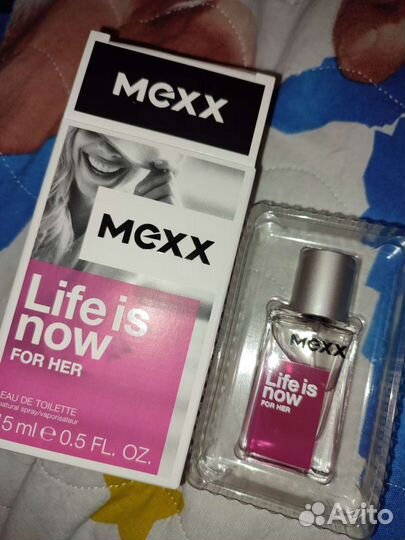 MEXX
MEXX
Life is
now
FOR HER
EAU DE TOILETTE
natural spray/vaporisateur
15 ml e 0.5 FL. OZ.
MEXX
Life is
now
FOR HER
Avito